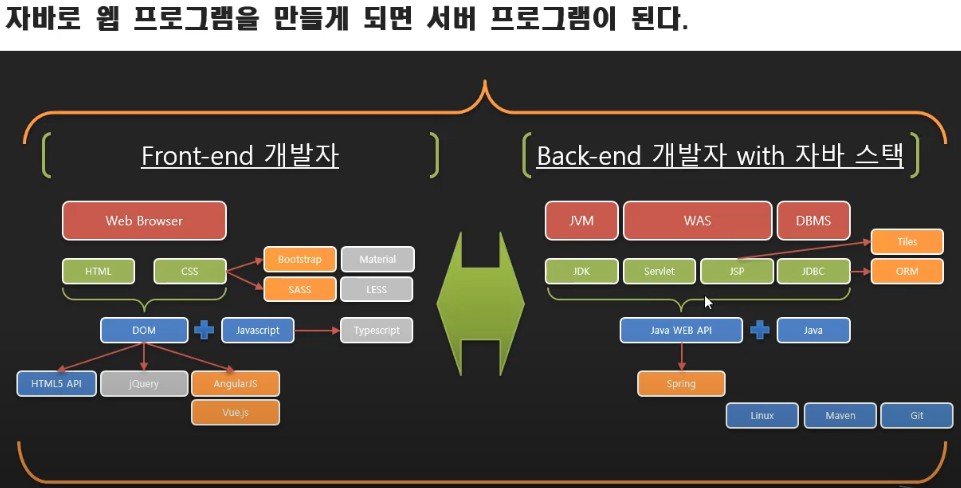 자바로 웹 프로그램을 만들게 되면 서버 프로그램이 된다.
Front-end 개발자
Back-end 개발자 with 자바 스택
Web Browser
HTML
CSS
Bootstrap
Material
SASS
LESS
DOM
Javascript
Typescript
HTML5 API
jQuery
AngularJS
Vue.js
JVM
WAS
DBMS
Tiles
JDK
Servlet
JSP
JDBC
ORM
Java WEB API
Java
Spring
Linux
Maven
Git